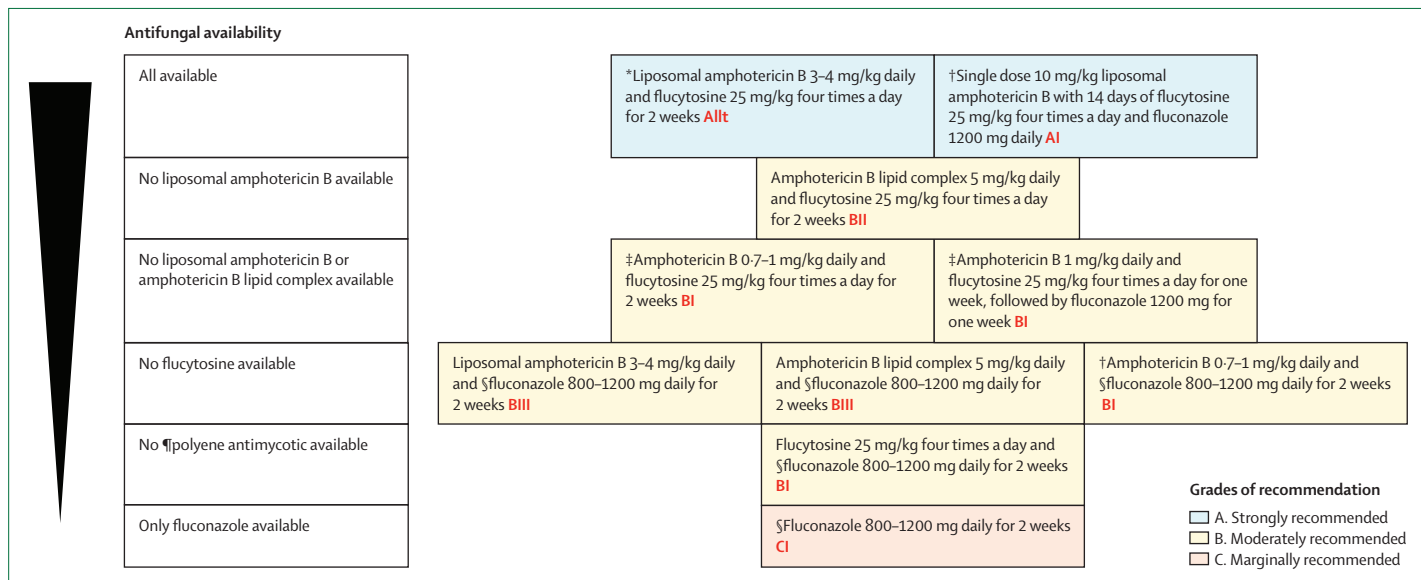 Antifungal availability
All available
*Liposomal amphotericin B 3–4 mg/kg daily
and flucytosine 25 mg/kg four times a day
for 2 weeks AIIt
†Single dose 10 mg/kg liposomal
amphotericin B with 14 days of flucytosine
25 mg/kg four times a day and fluconazole
1200 mg daily AI
No liposomal amphotericin B available
Amphotericin B lipid complex 5 mg/kg daily
and flucytosine 25 mg/kg four times a day
for 2 weeks BII
No liposomal amphotericin B or
amphotericin B lipid complex available
‡Amphotericin B 0·7–1 mg/kg daily and
flucytosine 25 mg/kg four times a day for
2 weeks BI
‡Amphotericin B 1 mg/kg daily and
flucytosine 25 mg/kg four times a day for one
week, followed by fluconazole 1200 mg for
one week BI
No flucytosine available
Liposomal amphotericin B 3–4 mg/kg daily
and §fluconazole 800–1200 mg daily for
2 weeks BIII
Amphotericin B lipid complex 5 mg/kg daily
and §fluconazole 800–1200 mg daily for
2 weeks BIII
†Amphotericin B 0·7–1 mg/kg daily and
§fluconazole 800–1200 mg daily for 2 weeks
BI
No ¶polyene antimycotic available
Flucytosine 25 mg/kg four times a day and
§fluconazole 800–1200 mg daily for 2 weeks
BI
Only fluconazole available
§Fluconazole 800–1200 mg daily for 2 weeks
CI
Grades of recommendation
A. Strongly recommended
B. Moderately recommended
C. Marginally recommended